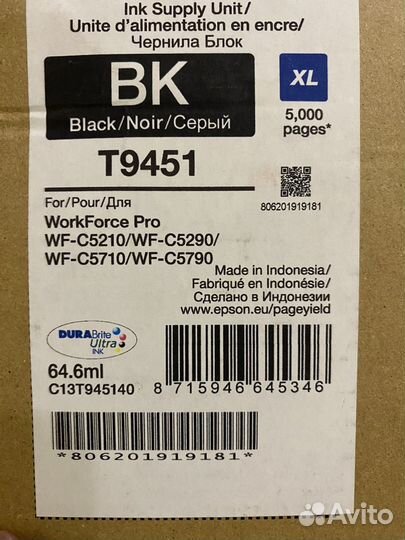 Ink Supply Unit/
Unite d'alimentation en encre/
Чернила Блок
BK
Black/Noir/Серый
XL
5,000
pages*
T9451
For/Pour/Для
WorkForce Pro
WF-C5210/WF-C5290/
WF-C5710/WF-C5790
806201919181
Made in Indonesia/
Fabriqué en Indonésie/
Сделано в Индонезии
www.epson.eu/pageyield
DURABrite
Ultra
INK
64.6ml
C13T945140
8 715946 645346
*806201919181*
Avito